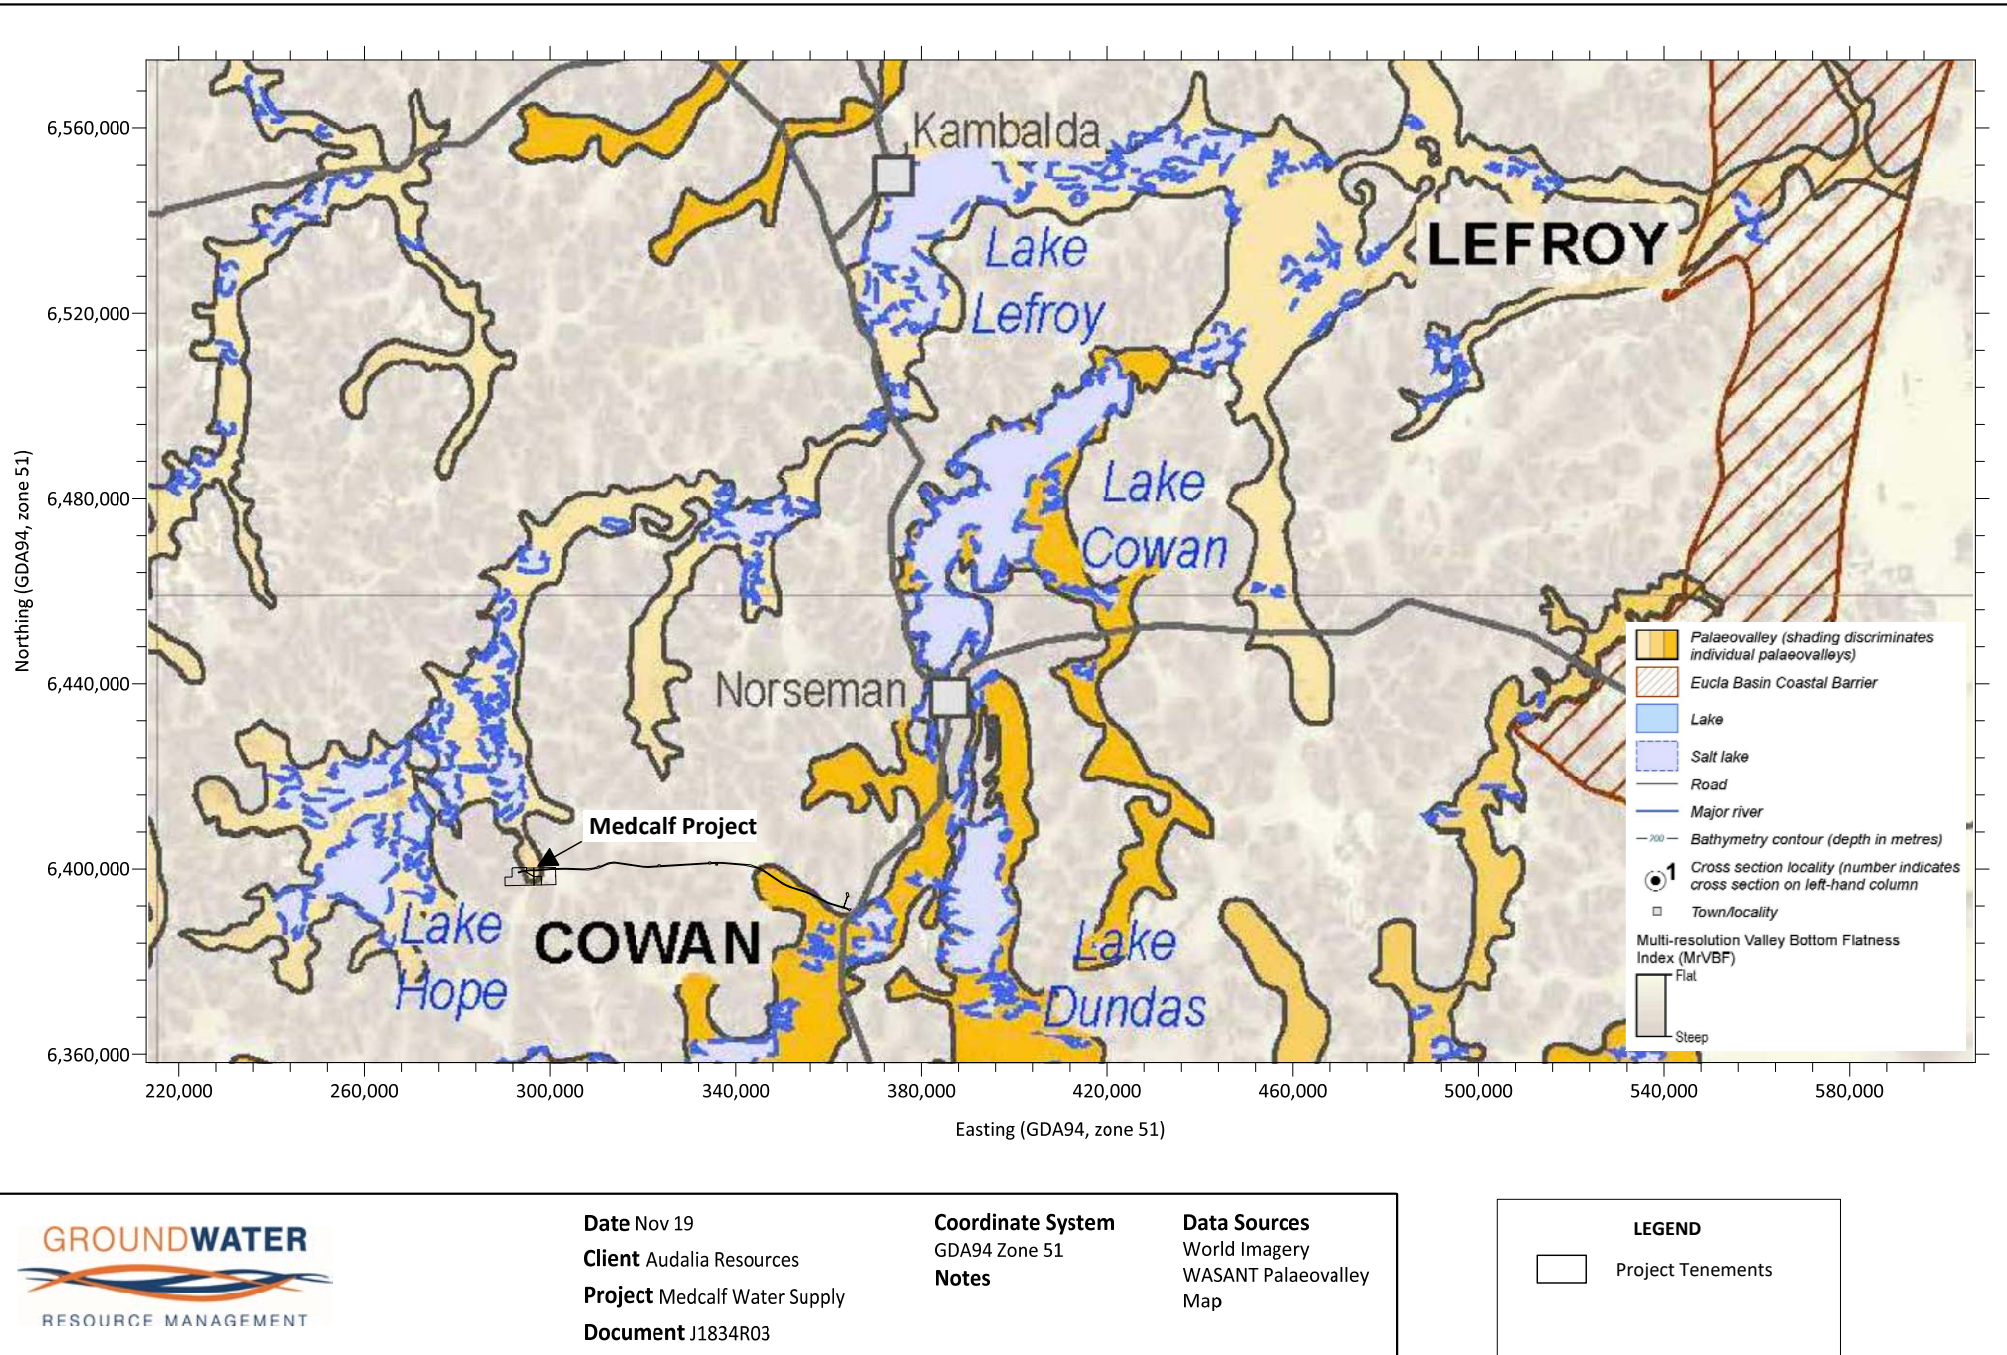 6,560,000
6,520,000
6,480,000
6,440,000
6,400,000
6,360,000
Northing (GDA94, zone 51)
220,000
260,000
300,000
340,000
380,000
420,000
460,000
500,000
540,000
580,000
Easting (GDA94, zone 51)
Kambalda
Lake
Lefroy
LEFROY
Lake
Cowan
Norseman
Medcalf Project
COWAN
Lake
Hope
Lake
Dundas
Palaeovalley (shading discriminates
individual palaeovalleys)
Eucla Basin Coastal Barrier
Lake
Salt lake
Road
Major river
200
Bathymetry contour (depth in metres)
1
Cross section locality (number indicates
cross section on left-hand column
Town/locality
Multi-resolution Valley Bottom Flatness
Index (MrVBF)
Flat
Steep
GROUNDWATER
RESOURCE MANAGEMENT
Date Nov 19
Client Audalia Resources
Project Medcalf Water Supply
Document J1834R03
Coordinate System
GDA94 Zone 51
Notes
Data Sources
World Imagery
WASANT Palaeovalley
Map
LEGEND
Project Tenements